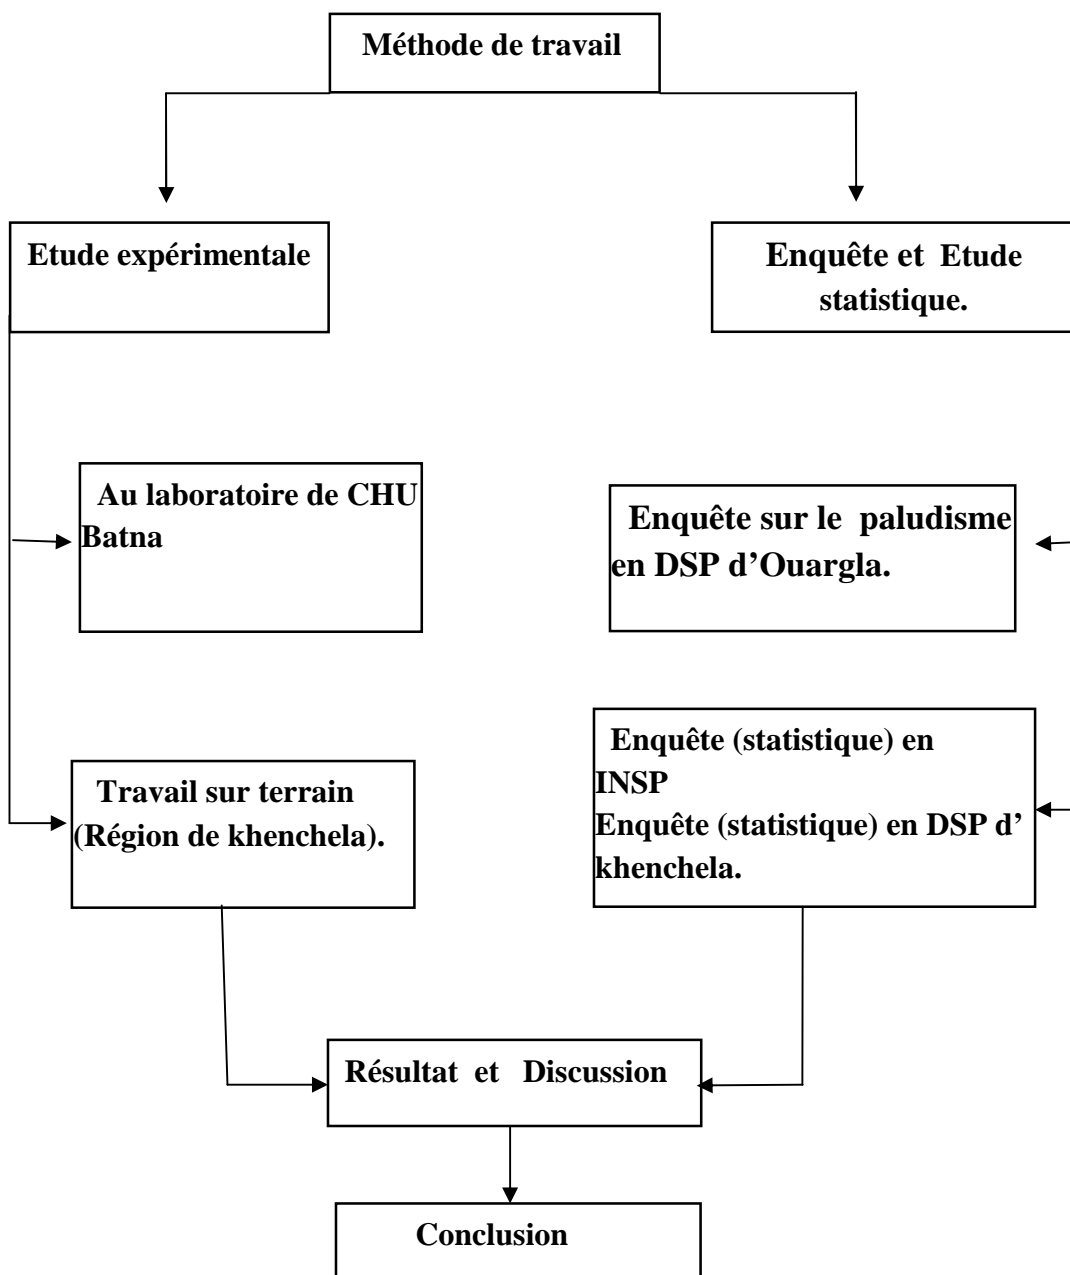 Méthode de travail
Etude expérimentale
Enquête et Etude
statistique.
Au laboratoire de CHU
Batna
Enquête sur le paludisme
en DSP d’Ouargla.
Travail sur terrain
(Région de khenchela).
Enquête (statistique) en
INSP
Enquête (statistique) en DSP d’
khenchela.
Résultat et Discussion
Conclusion